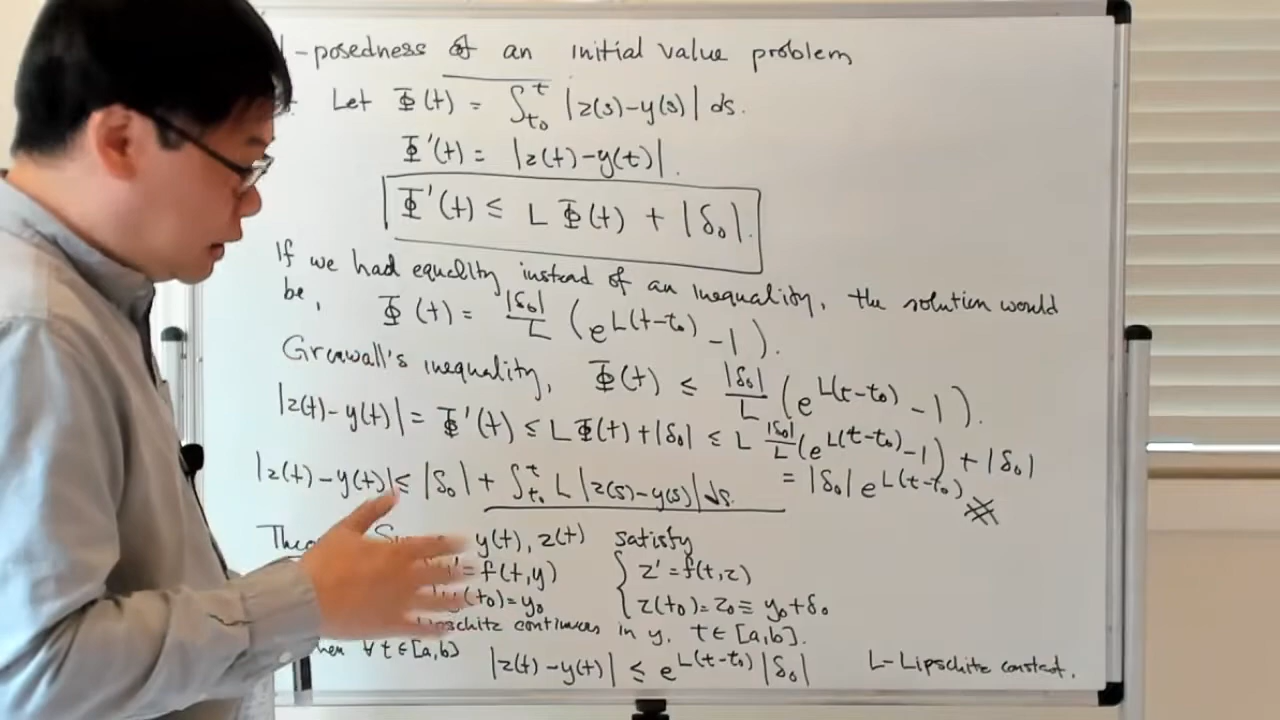 -posedness of an initial value problem
Let Φ(t) = ∫_{t₀}^{t} |z(s)-y(s)| ds.
Φ'(t) = |z(t)-y(t)|.
Φ'(t) ≤ L Φ(t) + |δ₀|.
If we had equality instead of an inequality, the solution would
be, Φ(t) = |δ₀|/L (e^{L(t-t₀)} -1).
Gronwall's inequality, Φ(t) ≤ |δ₀|/L (e^{L(t-t₀)} -1).
|z(t)-y(t)| = Φ'(t) ≤ LΦ(t)+|δ₀| ≤ L |δ₀|/L (e^{L(t-t₀)} -1) + |δ₀|
|z(t)-y(t)| ≤ |δ₀| + ∫_{t₀}^{t} L |z(s)-y(s)| ds. = |δ₀| e^{L(t-t₀)}
y(t), z(t) satisfy
= f(t,y) { z' = f(t,z)
y(t₀)=y₀ z(t₀)=z₀ ≡ y₀+δ₀
continuous in y, t∈[a,b].
∀ t∈[a,b]
|z(t)-y(t)| ≤ e^{L(t-t₀)} |δ₀| L-Lipschitz constant.